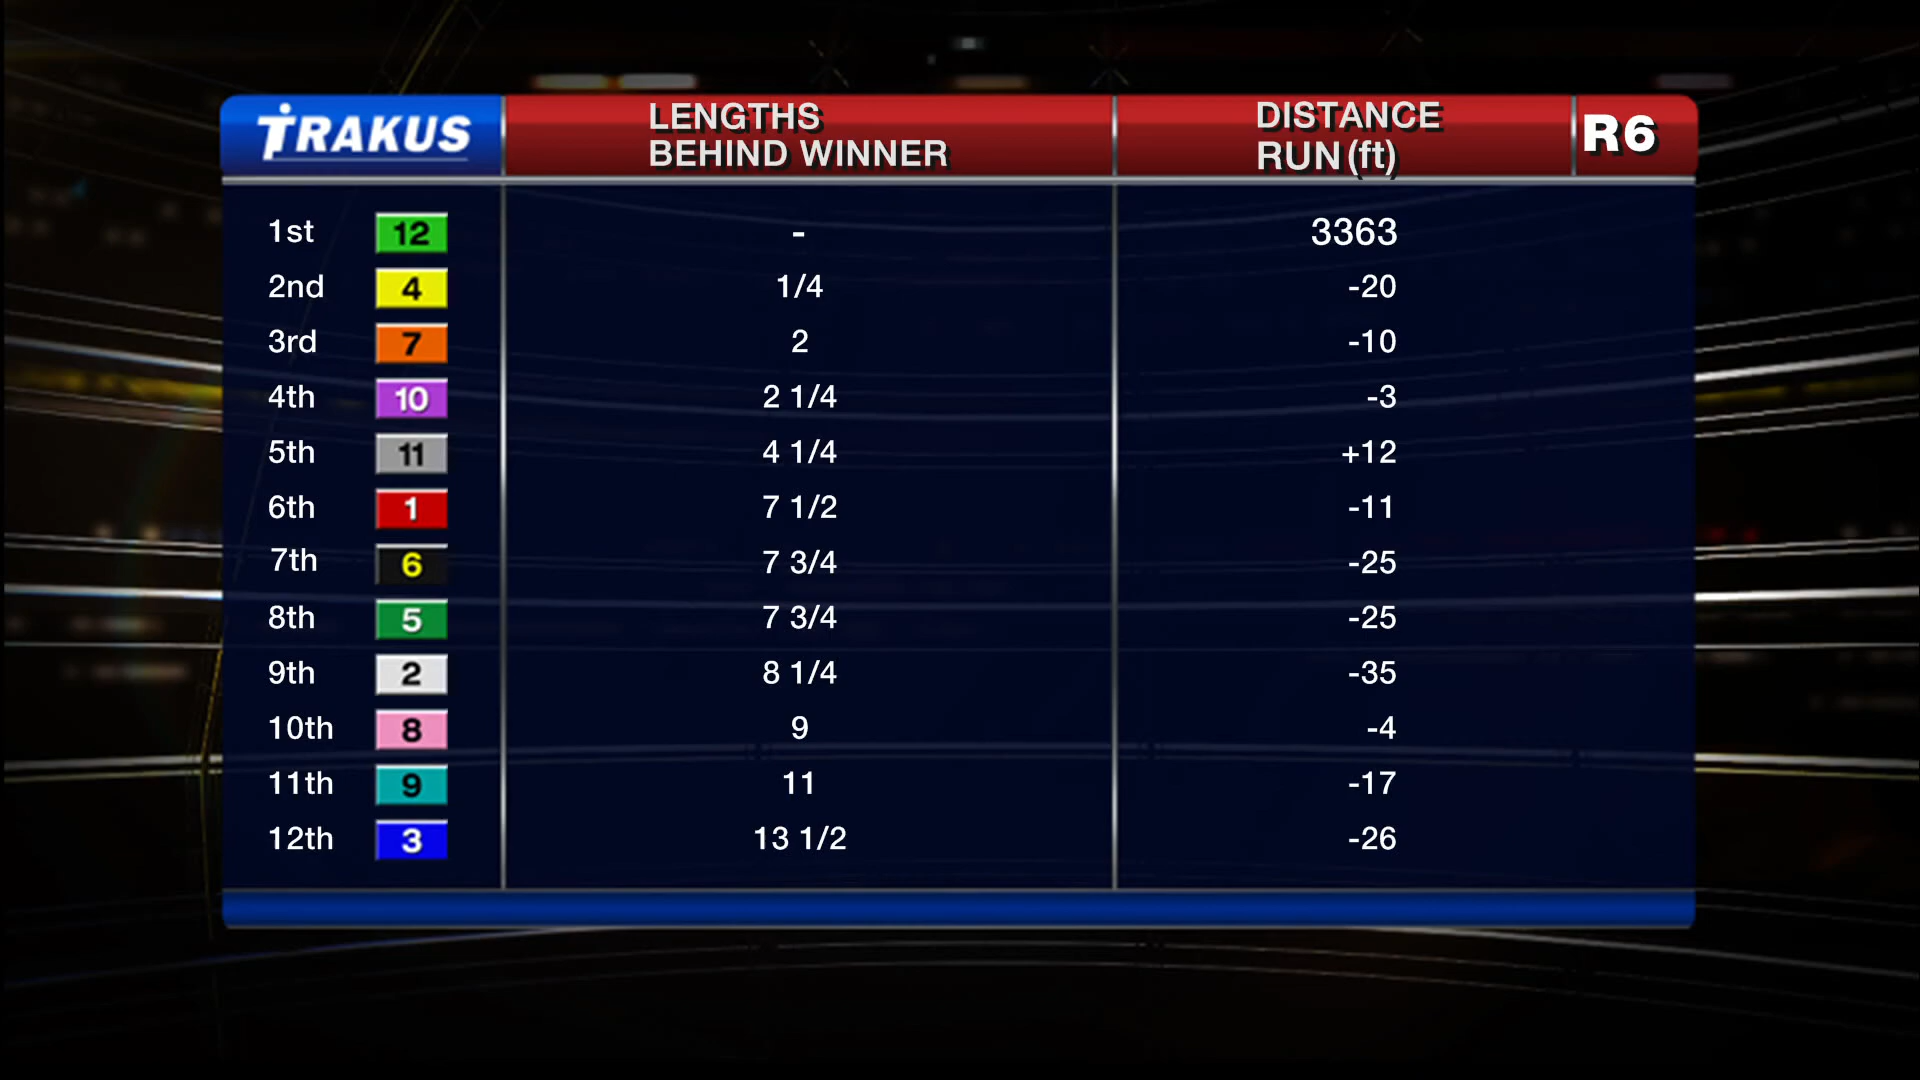 TRAKUS
LENGTHS
BEHIND WINNER
DISTANCE
RUN (ft)
R6
1st 12 - 3363
2nd 4 1/4 -20
3rd 7 2 -10
4th 10 2 1/4 -3
5th 11 4 1/4 +12
6th 1 7 1/2 -11
7th 6 7 3/4 -25
8th 5 7 3/4 -25
9th 2 8 1/4 -35
10th 8 9 -4
11th 9 11 -17
12th 3 13 1/2 -26